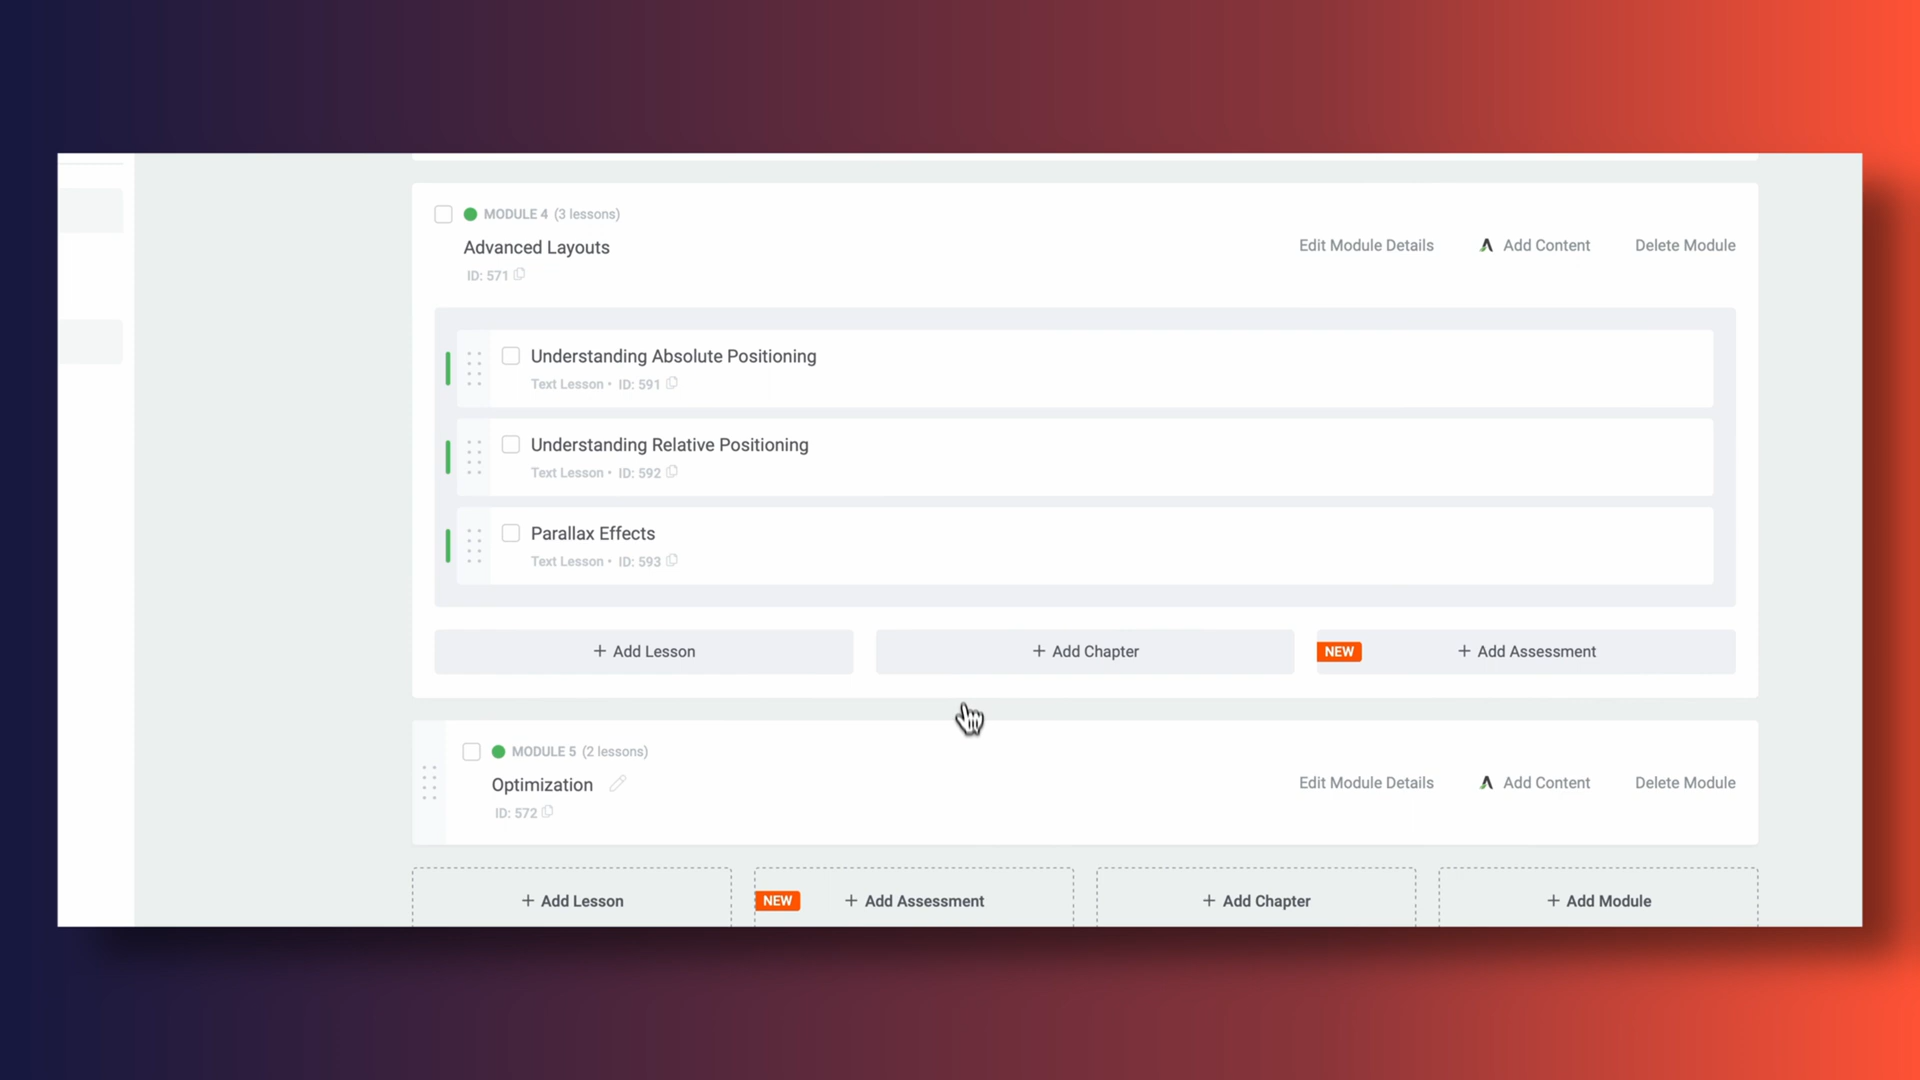 MODULE 4 (3 lessons)
Advanced Layouts
ID: 571
Edit Module Details
Add Content
Delete Module
Understanding Absolute Positioning
Text Lesson • ID: 591
Understanding Relative Positioning
Text Lesson • ID: 592
Parallax Effects
Text Lesson • ID: 593
+ Add Lesson
+ Add Chapter
NEW + Add Assessment
MODULE 5 (2 lessons)
Optimization
ID: 572
Edit Module Details
Add Content
Delete Module
+ Add Lesson
NEW + Add Assessment
+ Add Chapter
+ Add Module